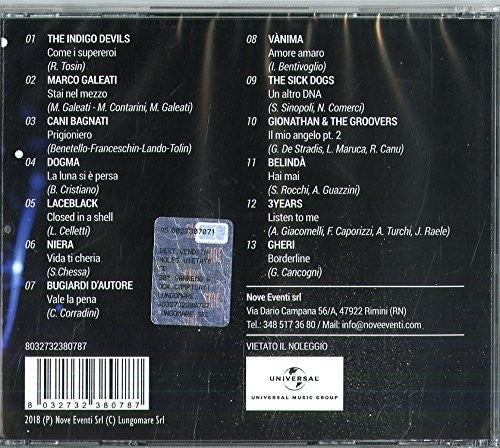 01 THE INDIGO DEVILS
Come i supereroi
(R. Tosin)
02 MARCO GALEATI
Stai nel mezzo
(M. Galeati - M. Contarini, M. Galeati)
03 CANI BAGNATI
Prigioniero
(Benetello-Franceschin-Lando-Tolin)
04 DOGMA
La luna si è persa
(B. Cristiano)
05 LACEBLACK
Closed in a shell
(L. Celletti)
06 NIERA
Vida ti cheria
(S.Chessa)
07 BUGIARDI D'AUTORE
Vale la pena
(C. Corradini)
08 VÀNIMA
Amore amaro
(I. Bentivoglio)
09 THE SICK DOGS
Un altro DNA
(S. Sinopoli, N. Comerci)
10 GIONATHAN & THE GROOVERS
Il mio angelo pt. 2
(G. De Stradis, L. Maruca, R. Canu)
11 BELINDÀ
Hai mai
(S. Rocchi, A. Guazzini)
12 3YEARS
Listen to me
(A. Giacomelli, F. Caporizzi, A. Turchi, J. Raele)
13 GHERI
Borderline
(G. Cancogni)
05 0027307071
8032732380787
LUNGOMARE SRL
Nove Eventi srl
Via Dario Campana 56/A, 47922 Rimini (RN)
Tel.: 348 517 36 80 / Mail: info@noveeventi.com
VIETATO IL NOLEGGIO
UNIVERSAL
UNIVERSAL MUSIC GROUP
8032732380787
8 032732 380787
2018 (P) Nove Eventi Srl (C) Lungomare Srl